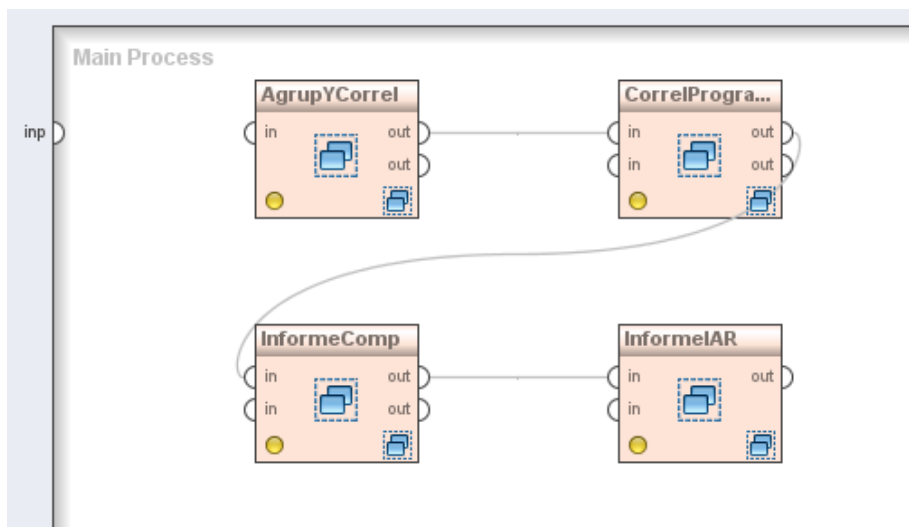 Main Process
inp
AgrupYCorrel
in
out
out
CorrelProgra...
in
in
out
out
InformeComp
in
in
out
out
InformeIAR
in
in
out